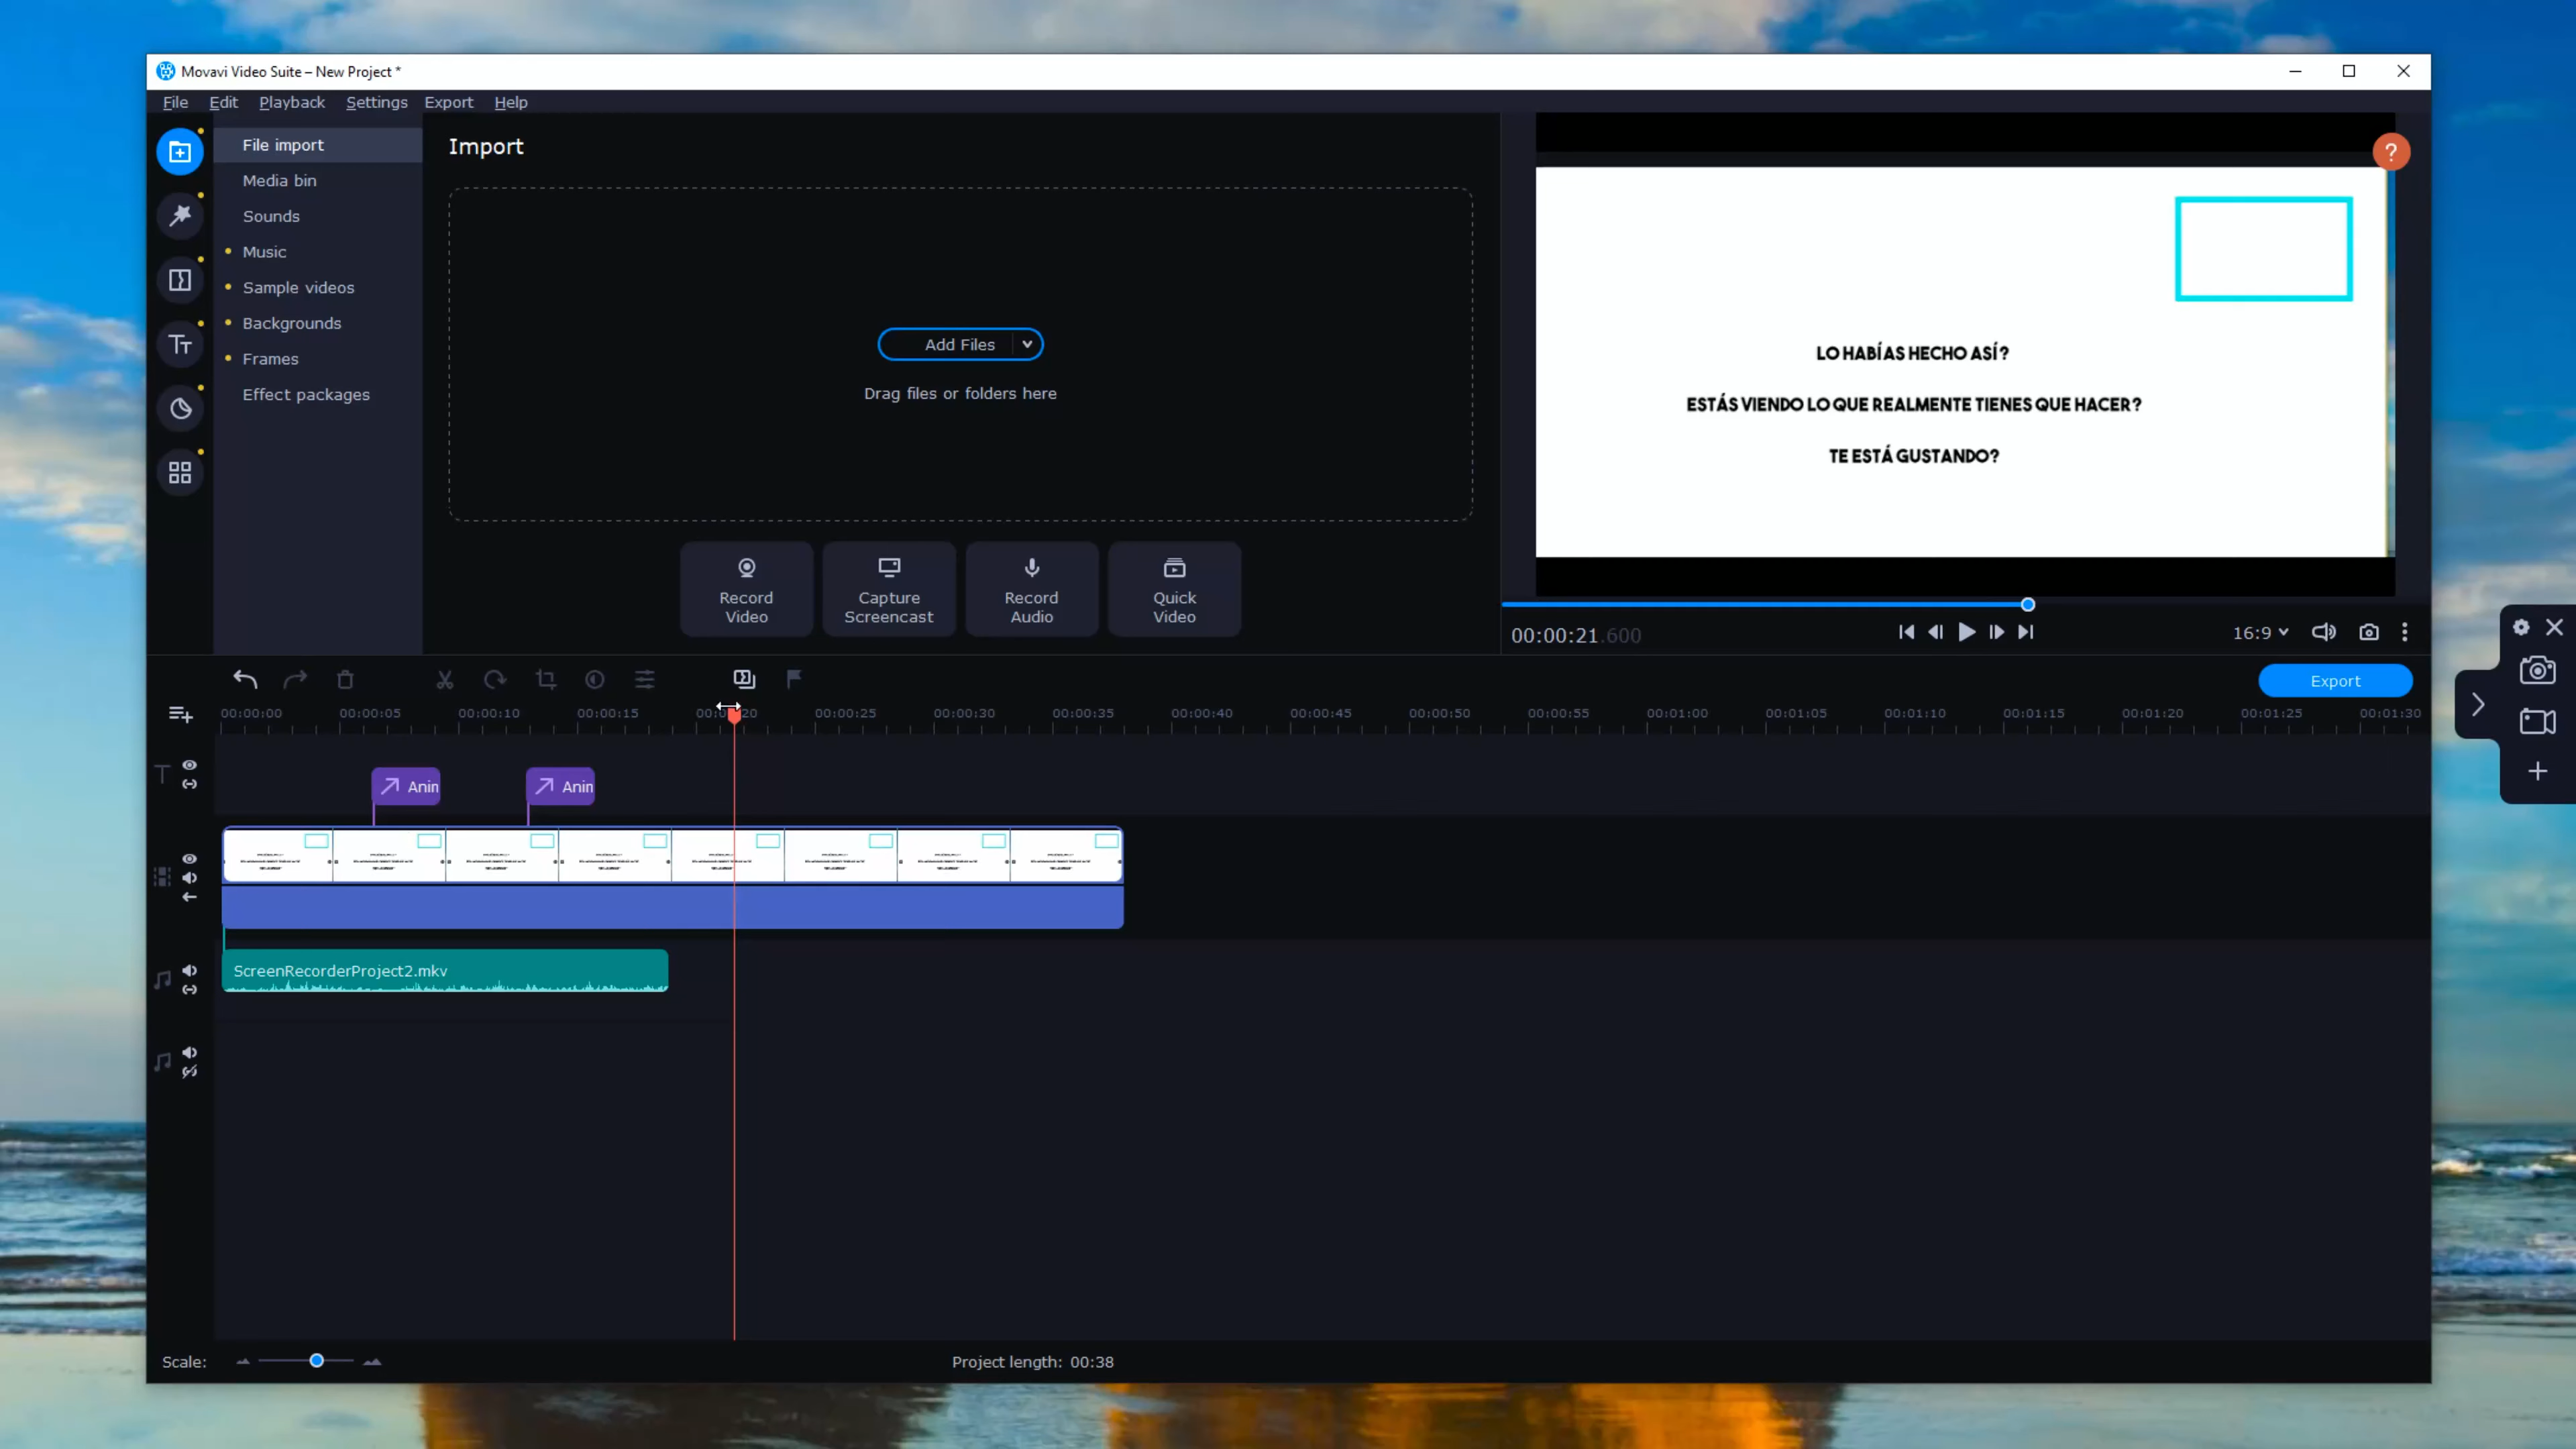 Movavi Video Suite – New Project *
File Edit Playback Settings Export Help
File import
Media bin
Sounds
Music
Sample videos
Backgrounds
Frames
Effect packages
Import
Add Files
Drag files or folders here
Record Video
Capture Screencast
Record Audio
Quick Video
?
LO HABÍAS HECHO ASÍ?
ESTÁS VIENDO LO QUE REALMENTE TIENES QUE HACER?
TE ESTÁ GUSTANDO?
00:00:21.600
16:9
Export
00:00:00 00:00:05 00:00:10 00:00:15 00:00:20 00:00:25 00:00:30 00:00:35 00:00:40 00:00:45 00:00:50 00:00:55 00:01:00 00:01:05 00:01:10 00:01:15 00:01:20 00:01:25 00:01:30
Anin Anin
ScreenRecorderProject2.mkv
Scale:
Project length: 00:38